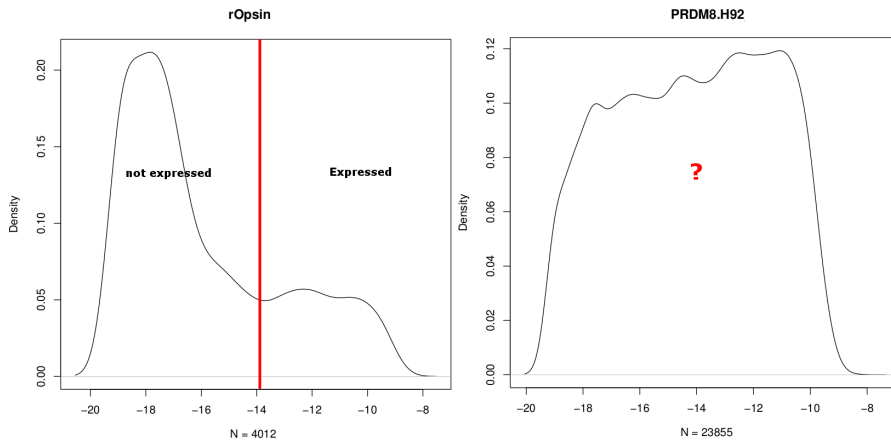 rOpsin
Density
0.00
0.05
0.10
0.15
0.20
not expressed
Expressed
−20 −18 −16 −14 −12 −10 −8
N = 4012
PRDM8.H92
Density
0.00
0.02
0.04
0.06
0.08
0.10
0.12
?
−20 −18 −16 −14 −12 −10 −8
N = 23855